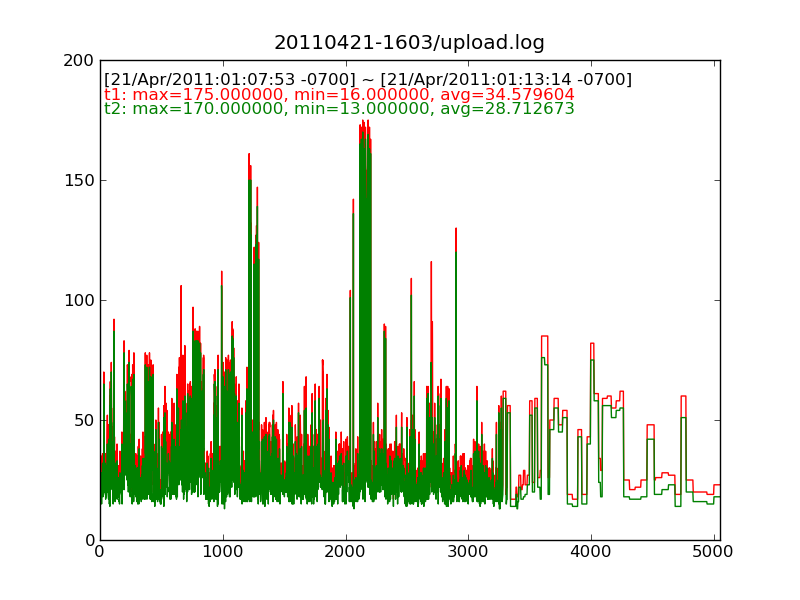 20110421-1603/upload.log
200
[21/Apr/2011:01:07:53 -0700] ~ [21/Apr/2011:01:13:14 -0700]
t1: max=175.000000, min=16.000000, avg=34.579604
t2: max=170.000000, min=13.000000, avg=28.712673
150
100
50
0
0 1000 2000 3000 4000 5000